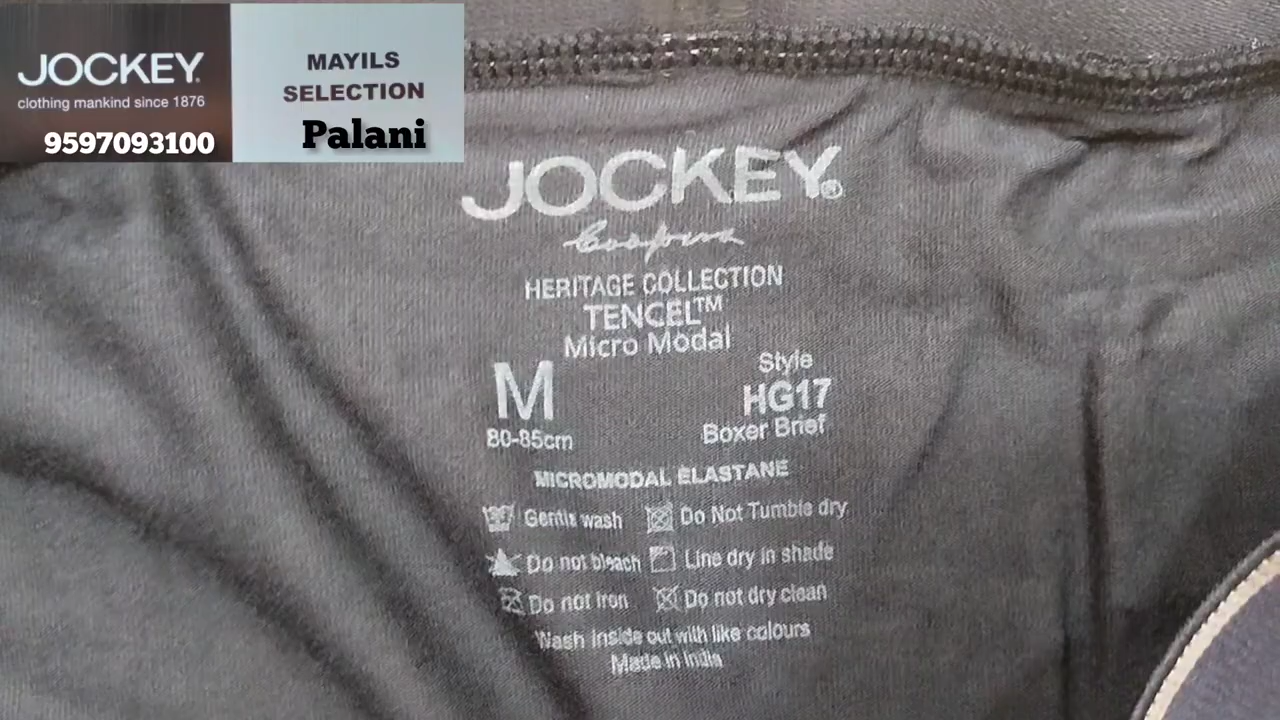 JOCKEY®
clothing mankind since 1876
9597093100
MAYILS
SELECTION
Palani
JOCKEY®
Coopers
HERITAGE COLLECTION
TENCEL™
Micro Modal
M
80-85cm
Style
HG17
Boxer Brief
MICROMODAL ELASTANE
Gentle wash
Do Not Tumble dry
Do not bleach
Line dry in shade
Do not iron
Do not dry clean
Wash inside out with like colours
Made in India